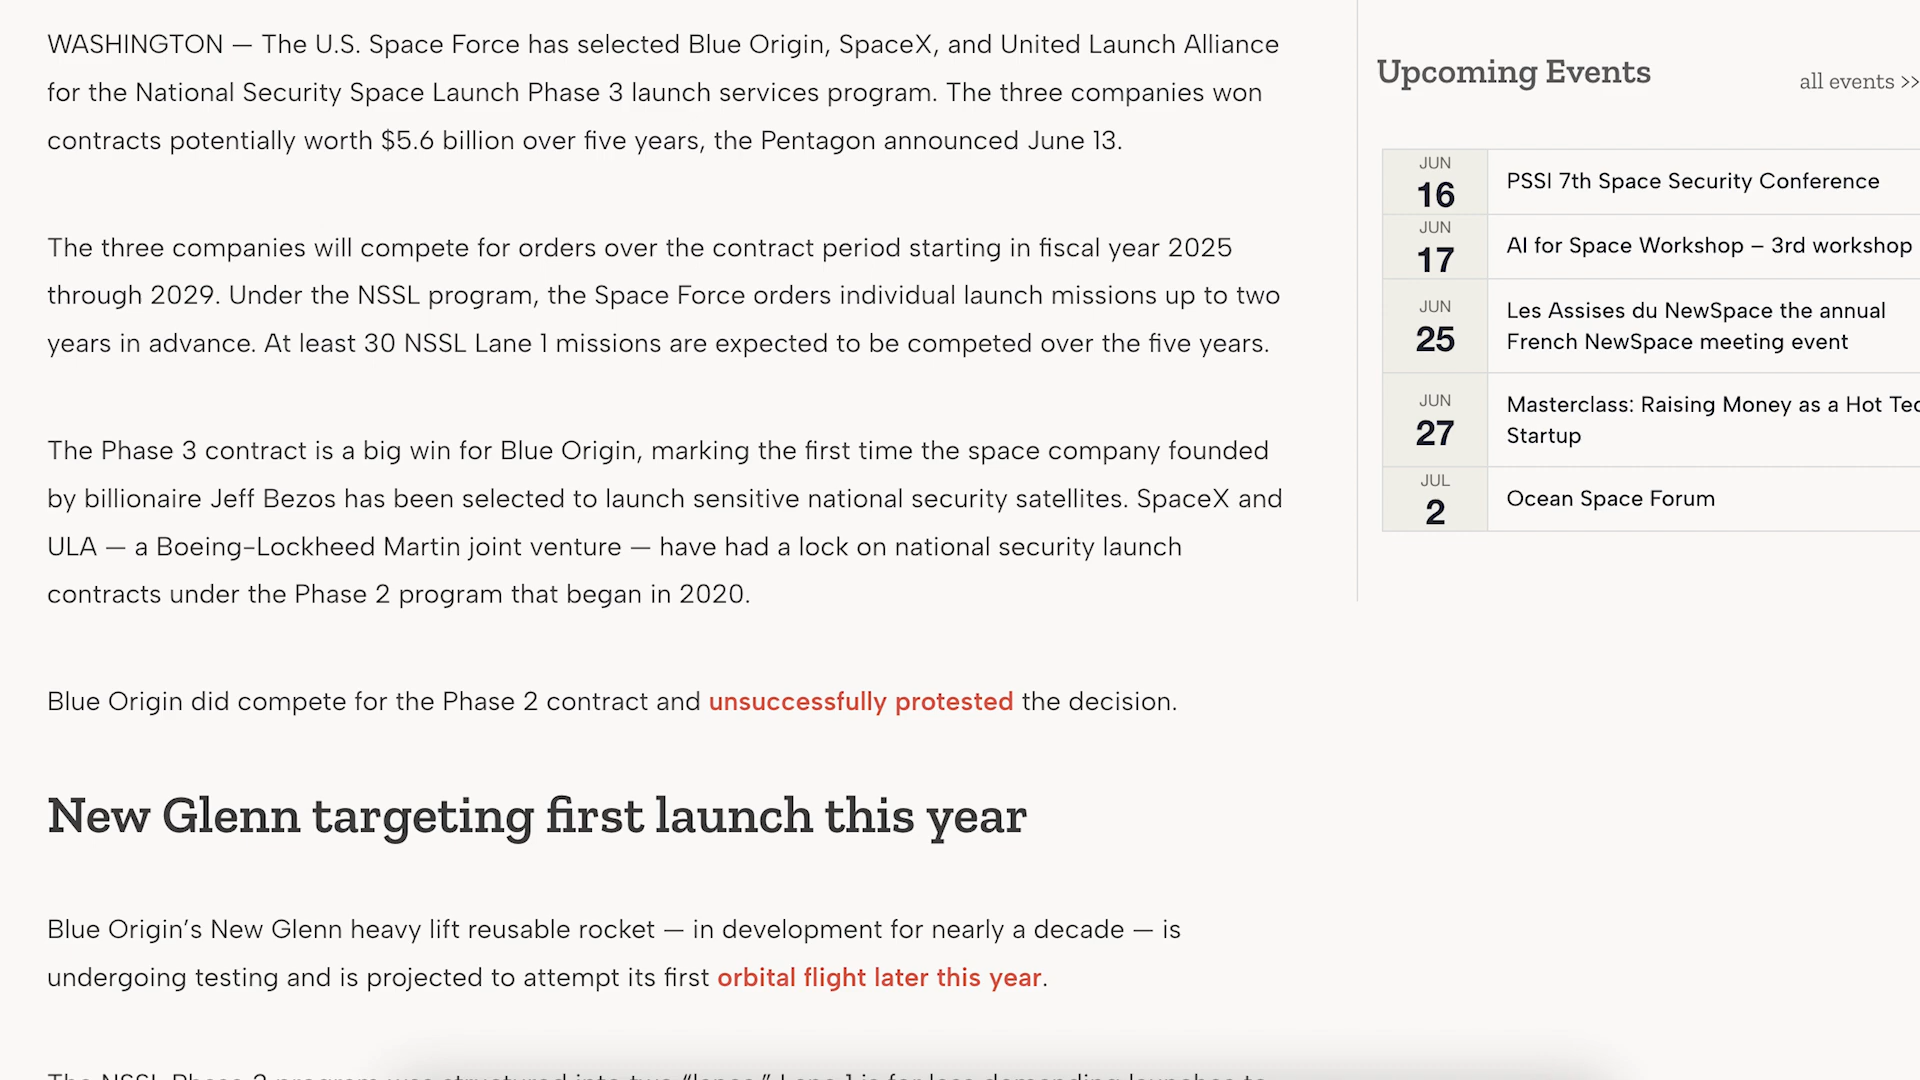 WASHINGTON — The U.S. Space Force has selected Blue Origin, SpaceX, and United Launch Alliance
for the National Security Space Launch Phase 3 launch services program. The three companies won
contracts potentially worth $5.6 billion over five years, the Pentagon announced June 13.
The three companies will compete for orders over the contract period starting in fiscal year 2025
through 2029. Under the NSSL program, the Space Force orders individual launch missions up to two
years in advance. At least 30 NSSL Lane 1 missions are expected to be competed over the five years.
The Phase 3 contract is a big win for Blue Origin, marking the first time the space company founded
by billionaire Jeff Bezos has been selected to launch sensitive national security satellites. SpaceX and
ULA — a Boeing-Lockheed Martin joint venture — have had a lock on national security launch
contracts under the Phase 2 program that began in 2020.
Blue Origin did compete for the Phase 2 contract and unsuccessfully protested the decision.
New Glenn targeting first launch this year
Blue Origin’s New Glenn heavy lift reusable rocket — in development for nearly a decade — is
undergoing testing and is projected to attempt its first orbital flight later this year.
Upcoming Events
all events >>
JUN
16
PSSI 7th Space Security Conference
JUN
17
AI for Space Workshop – 3rd workshop
JUN
25
Les Assises du NewSpace the annual
French NewSpace meeting event
JUN
27
Masterclass: Raising Money as a Hot
Startup
JUL
2
Ocean Space Forum